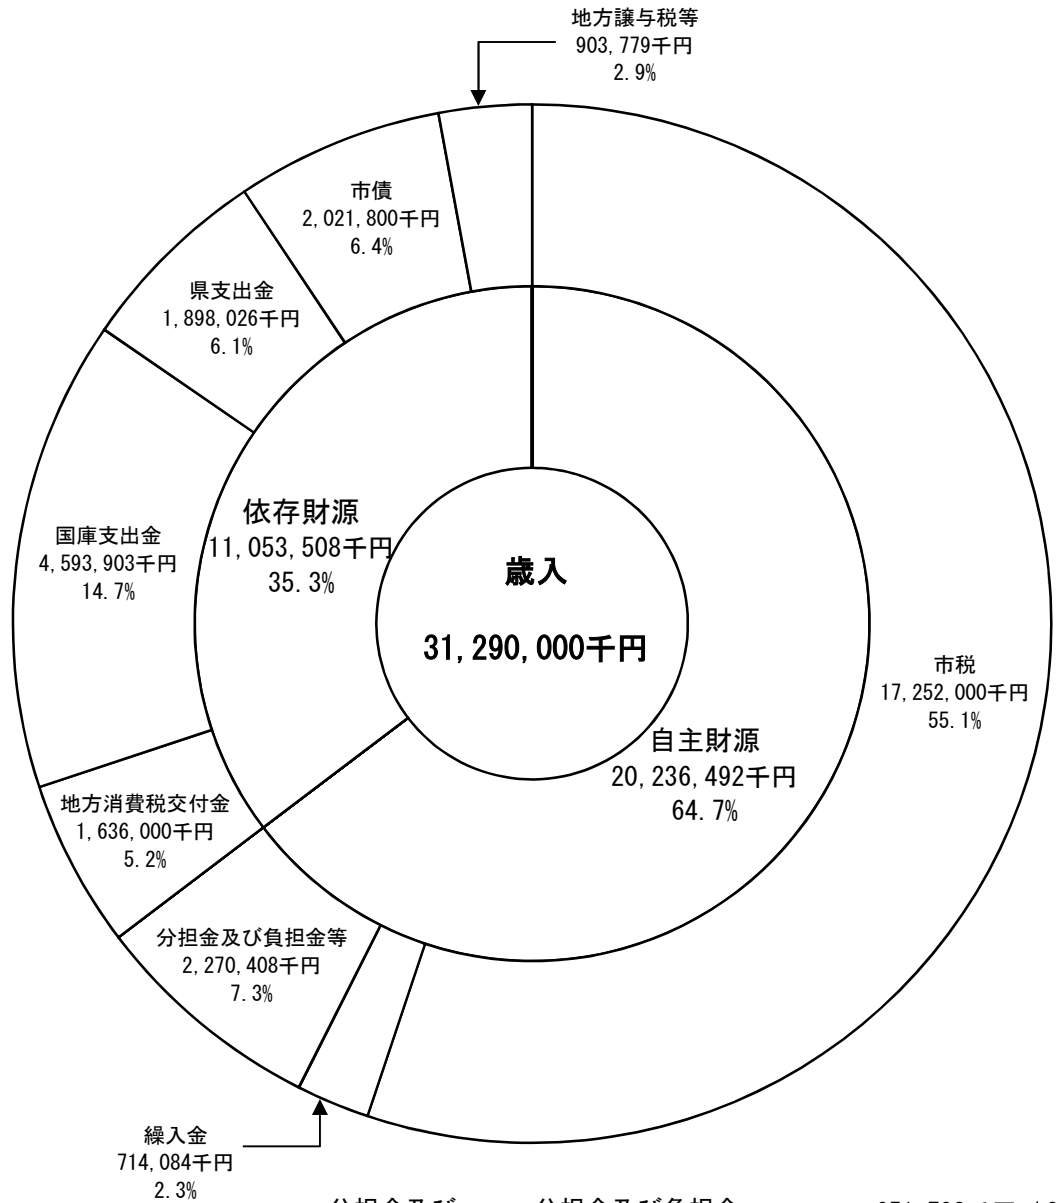 地方譲与税等
903,779千円
2.9%
市債
2,021,800千円
6.4%
県支出金
1,898,026千円
6.1%
国庫支出金
4,593,903千円
14.7%
依存財源
11,053,508千円
35.3%
歳入
31,290,000千円
市税
17,252,000千円
55.1%
自主財源
20,236,492千円
64.7%
地方消費税交付金
1,636,000千円
5.2%
分担金及び負担金等
2,270,408千円
7.3%
繰入金
714,084千円
2.3%